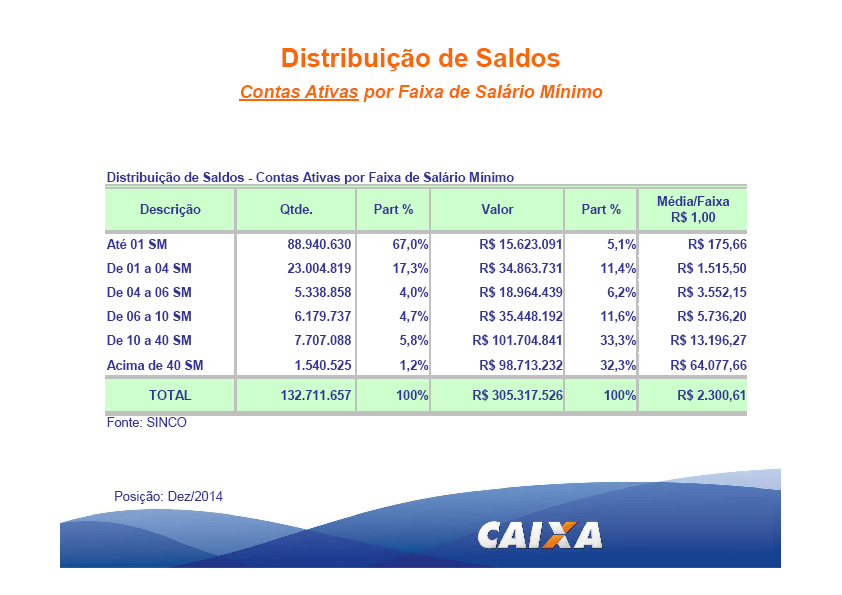 Distribuição de Saldos
Contas Ativas por Faixa de Salário Mínimo
Distribuição de Saldos - Contas Ativas por Faixa de Salário Mínimo
Descrição Qtde. Part % Valor Part % Média/Faixa R$ 1,00
Até 01 SM 88.940.630 67,0% R$ 15.623.091 5,1% R$ 175,66
De 01 a 04 SM 23.004.819 17,3% R$ 34.863.731 11,4% R$ 1.515,50
De 04 a 06 SM 5.338.858 4,0% R$ 18.964.439 6,2% R$ 3.552,15
De 06 a 10 SM 6.179.737 4,7% R$ 35.448.192 11,6% R$ 5.736,20
De 10 a 40 SM 7.707.088 5,8% R$ 101.704.841 33,3% R$ 13.196,27
Acima de 40 SM 1.540.525 1,2% R$ 98.713.232 32,3% R$ 64.077,66
TOTAL 132.711.657 100% R$ 305.317.526 100% R$ 2.300,61
Fonte: SINCO
Posição: Dez/2014
CAIXA